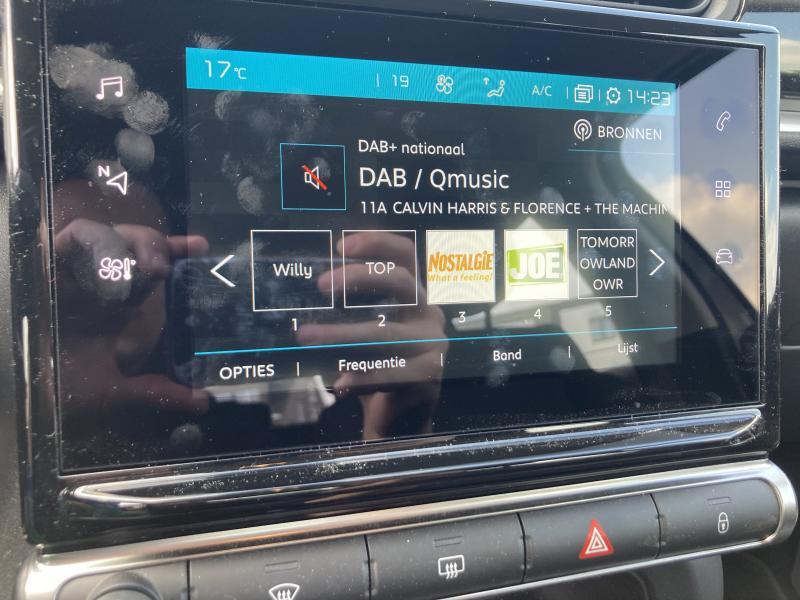 17°C | 19 A/C | | 14:23
BRONNEN
DAB+ nationaal
DAB / Qmusic
11A CALVIN HARRIS & FLORENCE + THE MACHIN
N
Willy
TOP
NOSTALGIE
What a feeling!
JOE
TOMORR
OWLAND
OWR
1 2 3 4 5
OPTIES | Frequentie | Band | Lijst